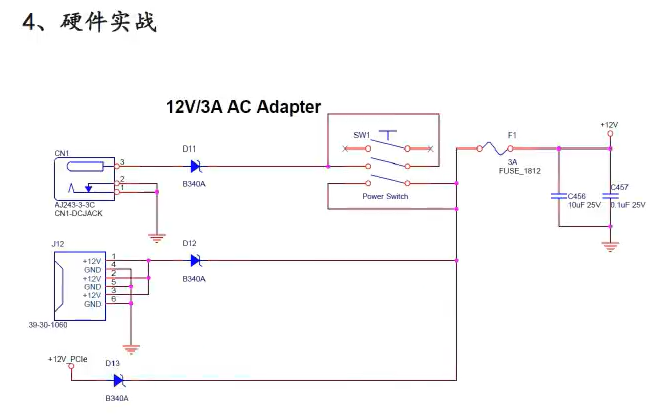 4、硬件实战
12V/3A AC Adapter
+12V
CN1
D11
SW1
F1
3
B340A
3A
FUSE_1812
2
1
Power Switch
C456
10uF 25V
C457
0.1uF 25V
AJ243-3-3C
CN1-DCJACK
J12
D12
+12V 1
GND 4
+12V 2
GND 5
+12V 3
GND 6
B340A
39-30-1060
+12V_PCIe
D13
B340A